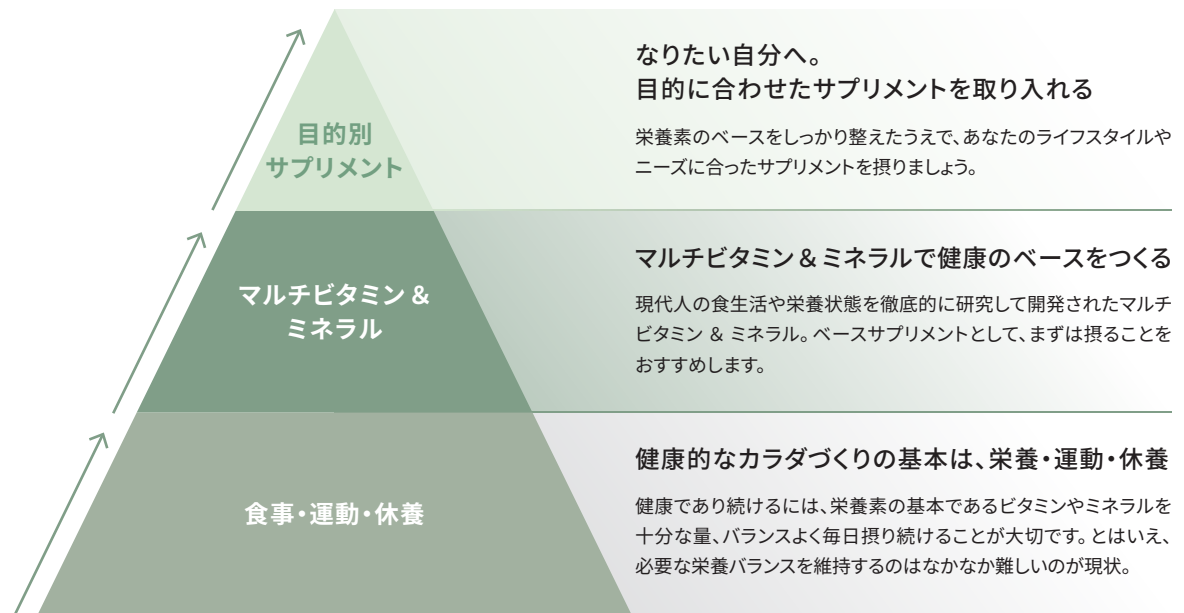 目的別
サプリメント
なりたい自分へ。
目的に合わせたサプリメントを取り入れる
栄養素のベースをしっかり整えたうえで、あなたのライフスタイルや
ニーズに合ったサプリメントを摂りましょう。
マルチビタミン &
ミネラル
マルチビタミン & ミネラルで健康のベースをつくる
現代人の食生活や栄養状態を徹底的に研究して開発されたマルチ
ビタミン & ミネラル。ベースサプリメントとして、まずは摂ることを
おすすめします。
食事・運動・休養
健康的なカラダづくりの基本は、栄養・運動・休養
健康であり続けるには、栄養素の基本であるビタミンやミネラルを
十分な量、バランスよく毎日摂り続けることが大切です。とはいえ、
必要な栄養バランスを維持するのはなかなか難しいのが現状。